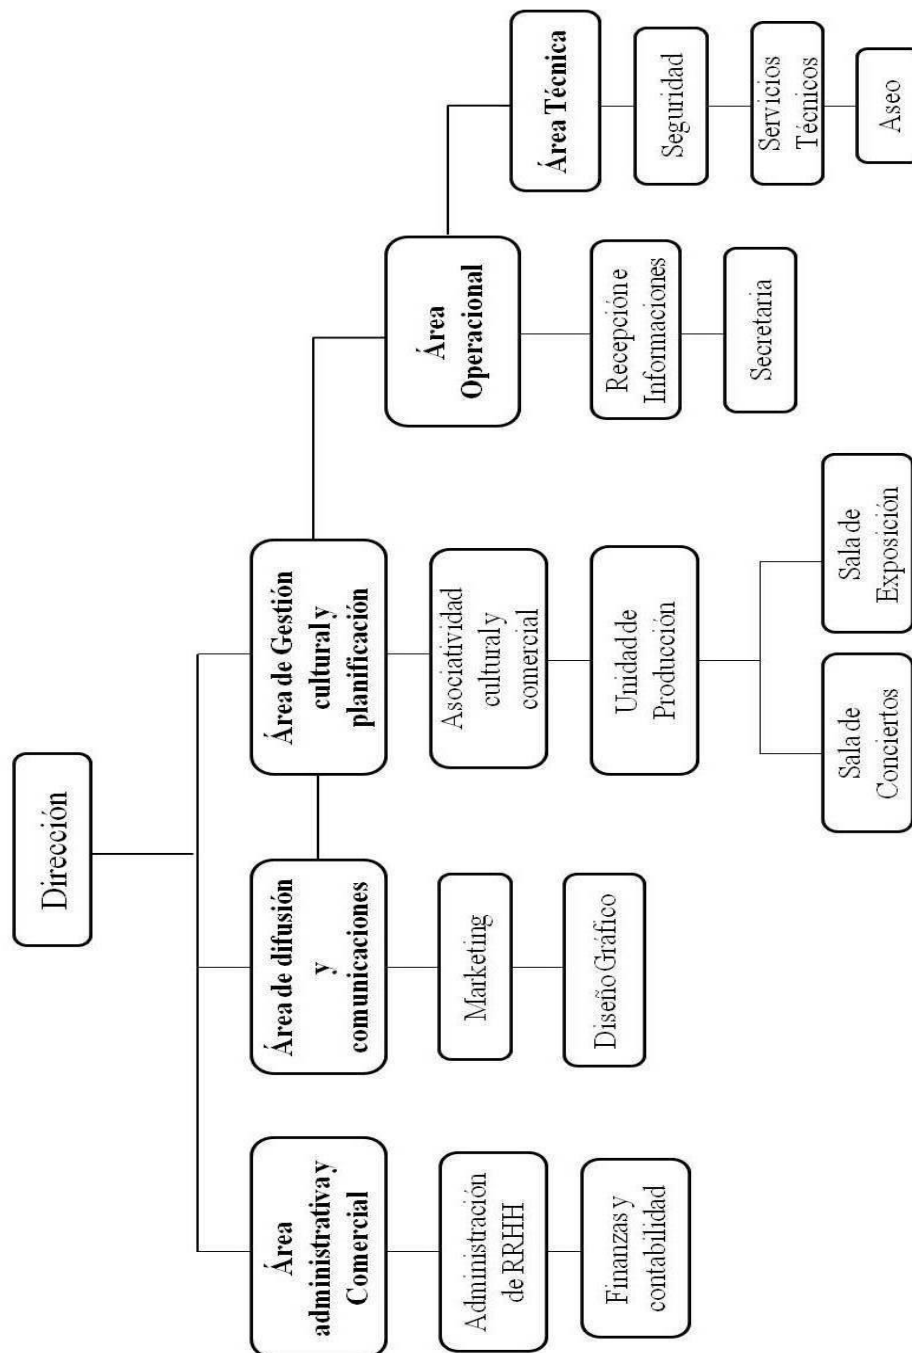 Dirección
Área
administrativa y
Comercial
Área de difusión
y
comunicaciones
Área de Gestión
cultural y
planificación
Área
Operacional
Área Técnica
Administración
de RRHH
Finanzas y
contabilidad
Marketing
Diseño Gráfico
Asociatividad
cultural y
comercial
Unidad de
Producción
Sala de
Conciertos
Sala de
Exposición
Recepción e
Informaciones
Secretaria
Seguridad
Servicios
Técnicos
Aseo